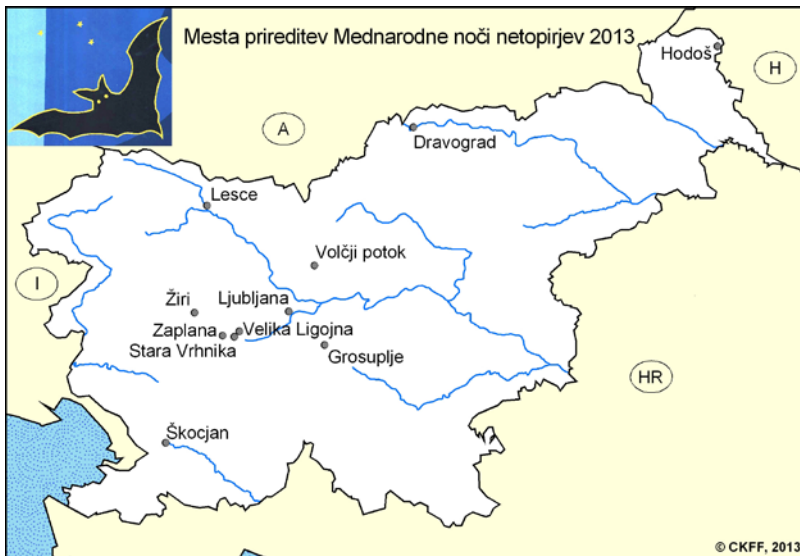 Mesta prireditev Mednarodne noči netopirjev 2013
Hodoš
H
A
Dravograd
Lesce
Volčji potok
I
Žiri
Ljubljana
Zaplana
Velika Ligojna
Stara Vrhnika
Grosuplje
HR
Škocjan
© CKFF, 2013